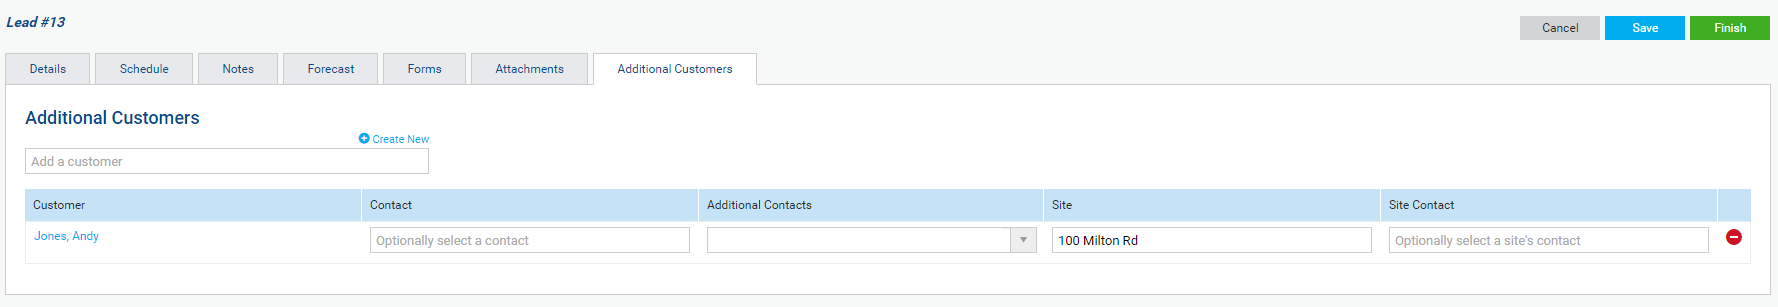 Lead #13
Cancel Save Finish
Details Schedule Notes Forecast Forms Attachments Additional Customers
Additional Customers
Create New
Add a customer
Customer Contact Additional Contacts Site Site Contact
Jones, Andy Optionally select a contact 100 Milton Rd Optionally select a site's contact